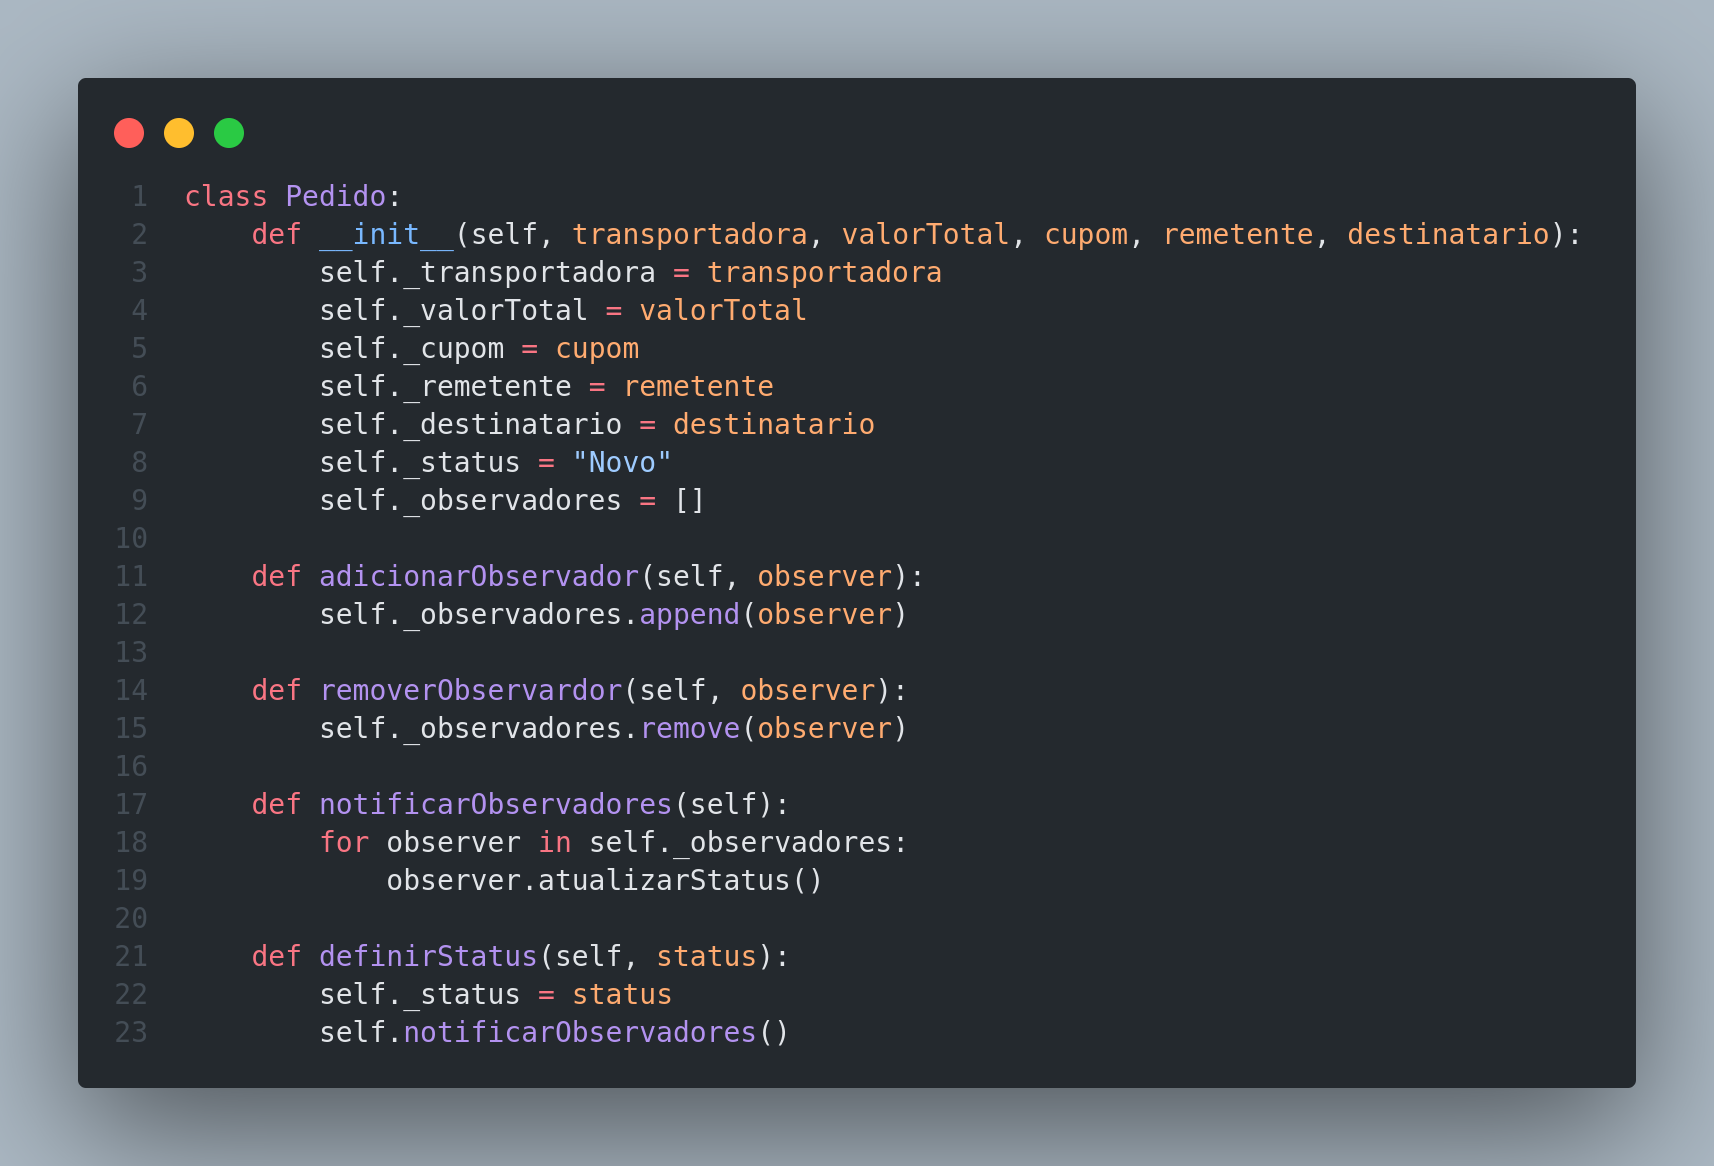 1 class Pedido:
2     def __init__(self, transportadora, valorTotal, cupom, remetente, destinatario):
3         self._transportadora = transportadora
4         self._valorTotal = valorTotal
5         self._cupom = cupom
6         self._remetente = remetente
7         self._destinatario = destinatario
8         self._status = "Novo"
9         self._observadores = []
10
11     def adicionarObservador(self, observer):
12         self._observadores.append(observer)
13
14     def removerObservardor(self, observer):
15         self._observadores.remove(observer)
16
17     def notificarObservadores(self):
18         for observer in self._observadores:
19             observer.atualizarStatus()
20
21     def definirStatus(self, status):
22         self._status = status
23         self.notificarObservadores()